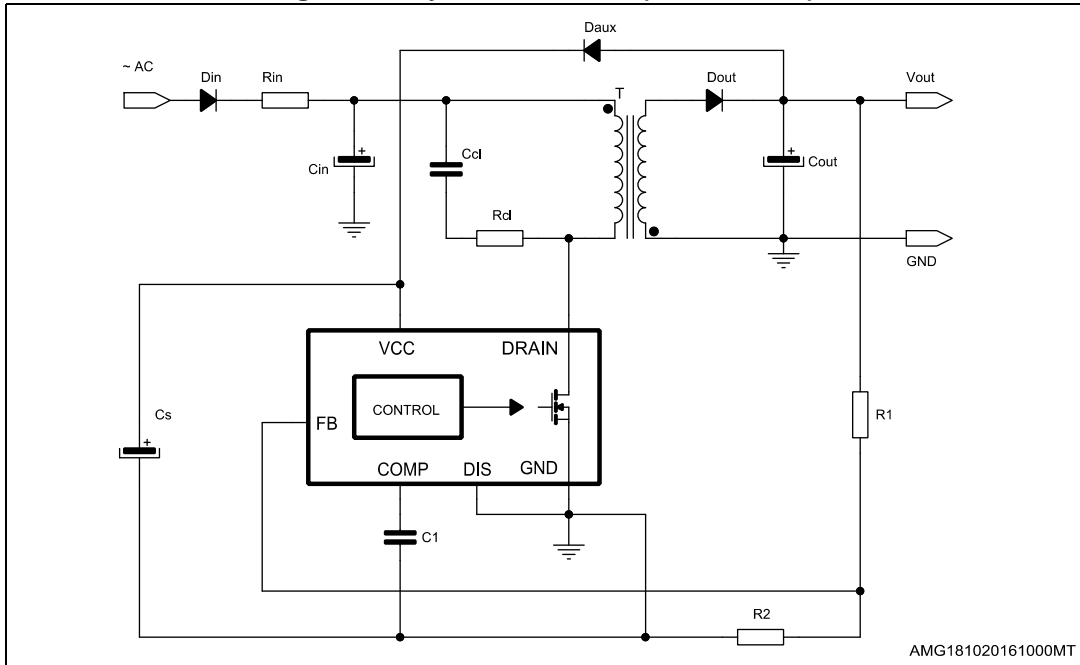 Daux
~ AC
Din
Rin
T
Dout
Vout
Ccl
Cin
Cout
Rcl
GND
VCC
DRAIN
Cs
CONTROL
R1
FB
COMP
DIS
GND
C1
R2
AMG181020161000MT